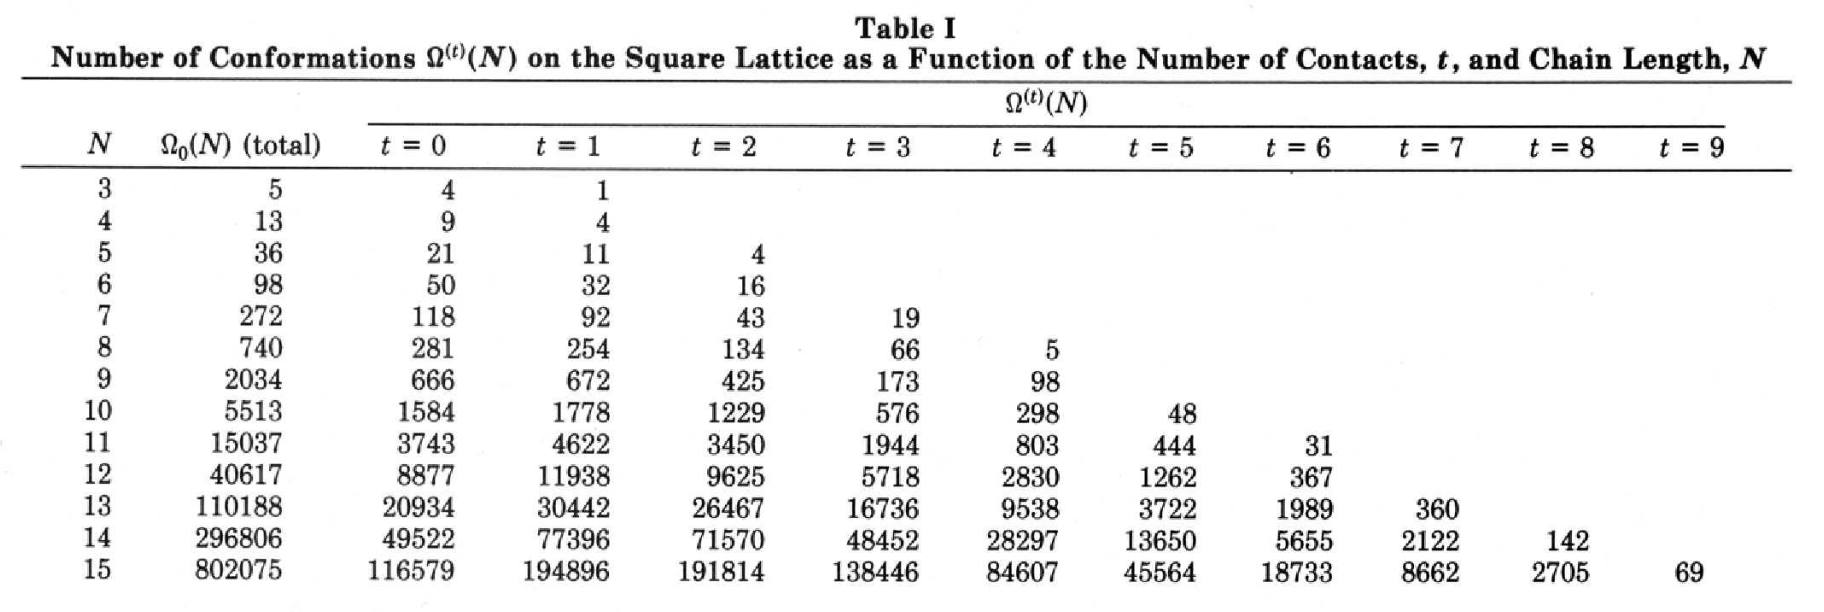 Table I
Number of Conformations Ω(t)(N) on the Square Lattice as a Function of the Number of Contacts, t, and Chain Length, N
Ω(t)(N)
N Ω0(N) (total) t = 0 t = 1 t = 2 t = 3 t = 4 t = 5 t = 6 t = 7 t = 8 t = 9
3 5 4 1
4 13 9 4
5 36 21 11 4
6 98 50 32 16
7 272 118 92 43 19
8 740 281 254 134 66 5
9 2034 666 672 425 173 98
10 5513 1584 1778 1229 576 298 48
11 15037 3743 4622 3450 1944 803 444 31
12 40617 8877 11938 9625 5718 2830 1262 367
13 110188 20934 30442 26467 16736 9538 3722 1989 360
14 296806 49522 77396 71570 48452 28297 13650 5655 2122 142
15 802075 116579 194896 191814 138446 84607 45564 18733 8662 2705 69